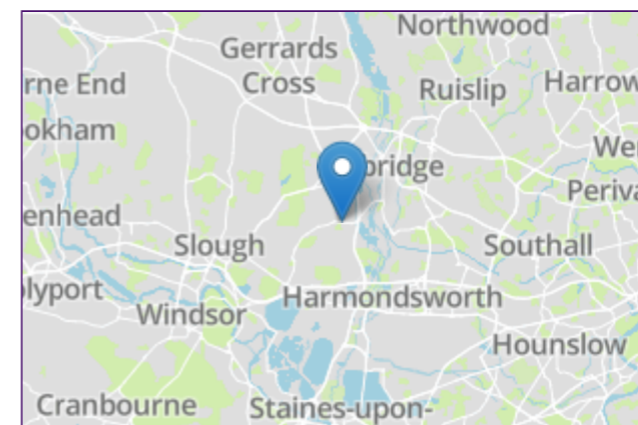 Northwood
Gerrards
Cross
rne End
Ruislip
Harrow
okham
bridge
We
Periva
enhead
Slough
Southall
lyport
Harmondsworth
Windsor
Hounslow
Cranbourne
Staines-upon-